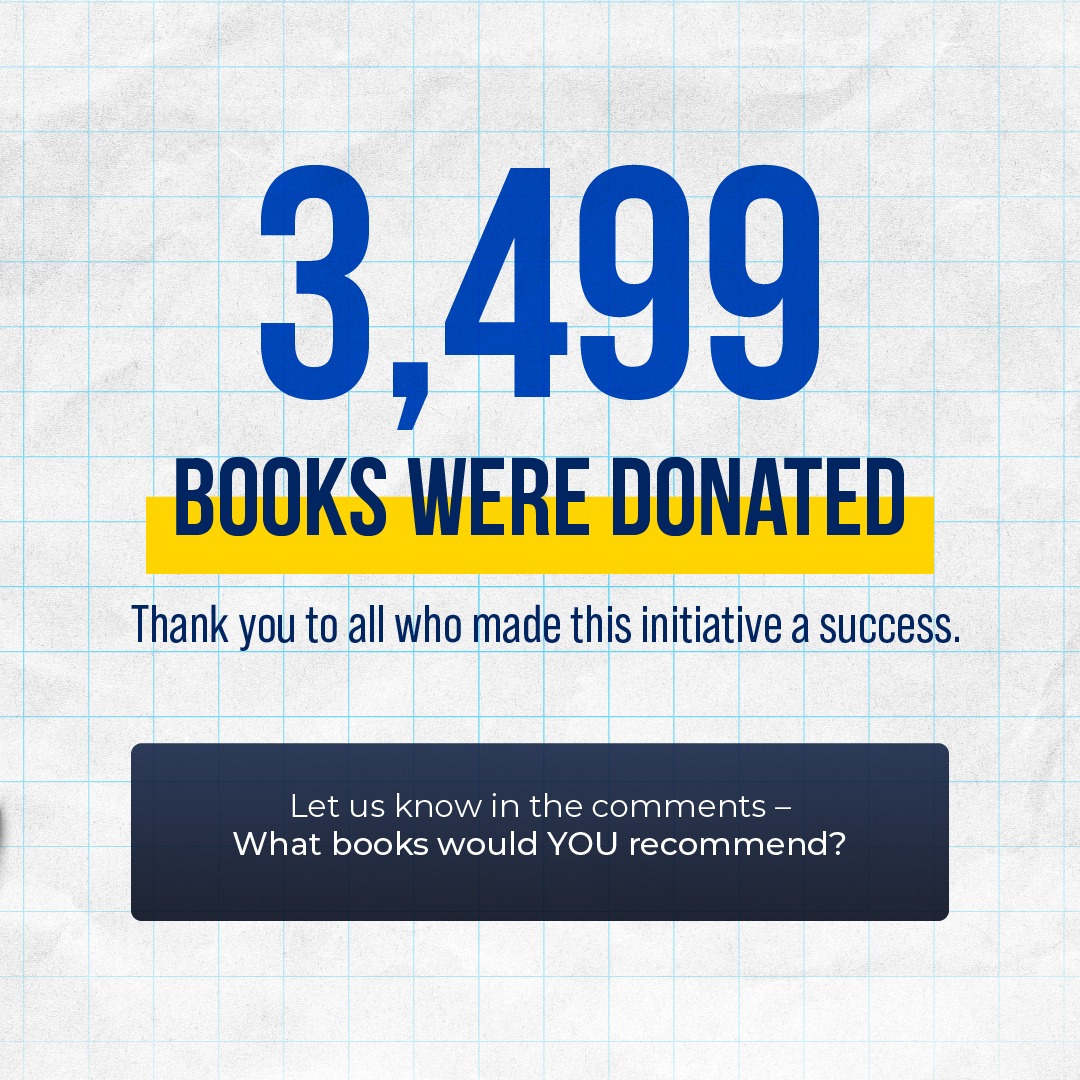 3,499
BOOKS WERE DONATED
Thank you to all who made this initiative a success.
Let us know in the comments –
What books would YOU recommend?